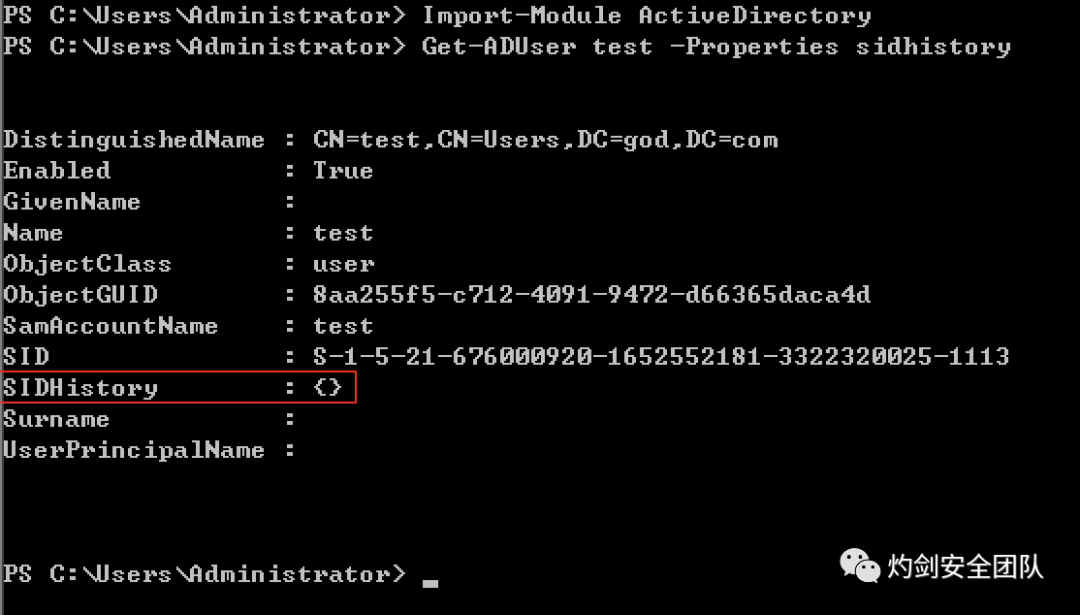 PS C:\Users\Administrator> Import-Module ActiveDirectory
PS C:\Users\Administrator> Get-ADUser test -Properties sidhistory
DistinguishedName : CN=test,CN=Users,DC=god,DC=com
Enabled           : True
GivenName         :
Name              : test
ObjectClass       : user
ObjectGUID        : 8aa255f5-c712-4091-9472-d66365daca4d
SamAccountName    : test
SID               : S-1-5-21-676000920-1652552181-3322320025-1113
SIDHistory        : {}
Surname           :
UserPrincipalName :
PS C:\Users\Administrator> _
灼剑安全团队